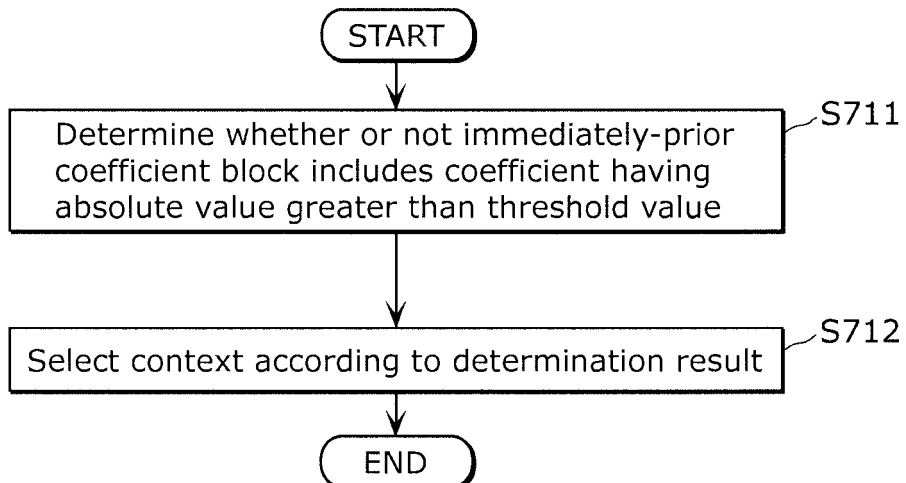 START
S711
Determine whether or not immediately-prior
coefficient block includes coefficient having
absolute value greater than threshold value
S712
Select context according to determination result
END